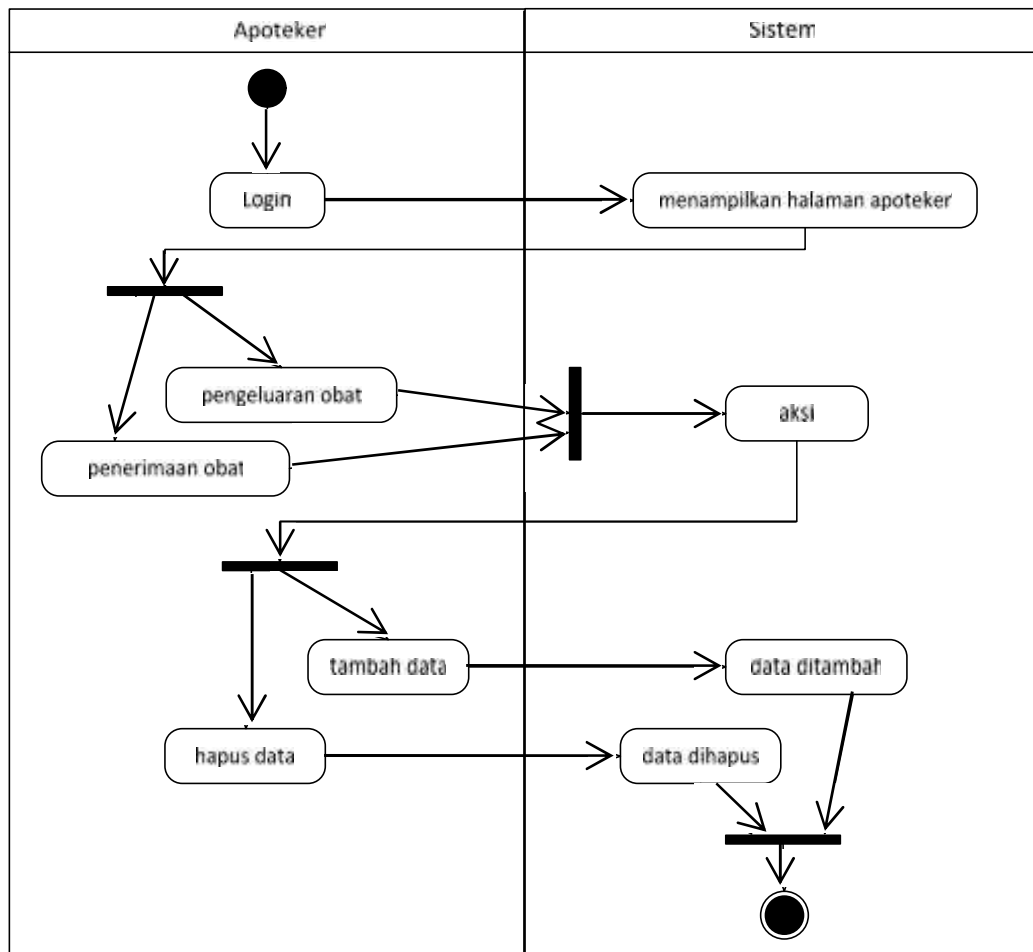 Apoteker
Sistem
Login
menampilkan halaman apoteker
pengeluaran obat
aksi
penerimaan obat
tambah data
data ditambah
hapus data
data dihapus